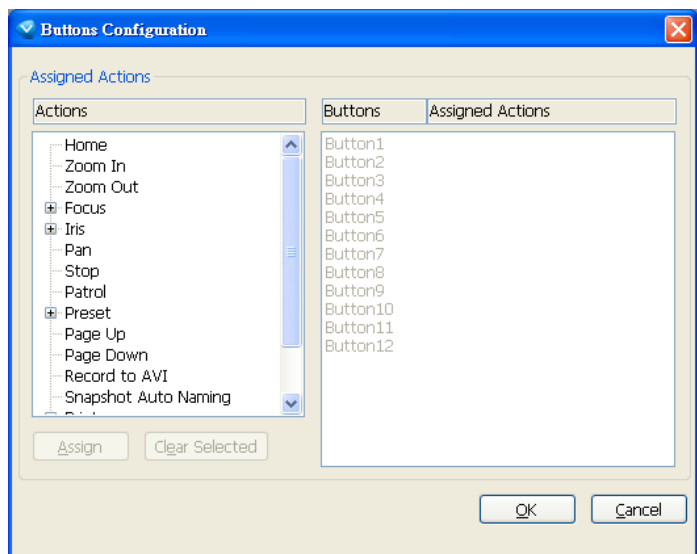 Buttons Configuration
Assigned Actions
Actions
Buttons Assigned Actions
Home
Zoom In
Zoom Out
Focus
Iris
Pan
Stop
Patrol
Preset
Page Up
Page Down
Record to AVI
Snapshot Auto Naming
Button1
Button2
Button3
Button4
Button5
Button6
Button7
Button8
Button9
Button10
Button11
Button12
Assign Clear Selected
OK Cancel